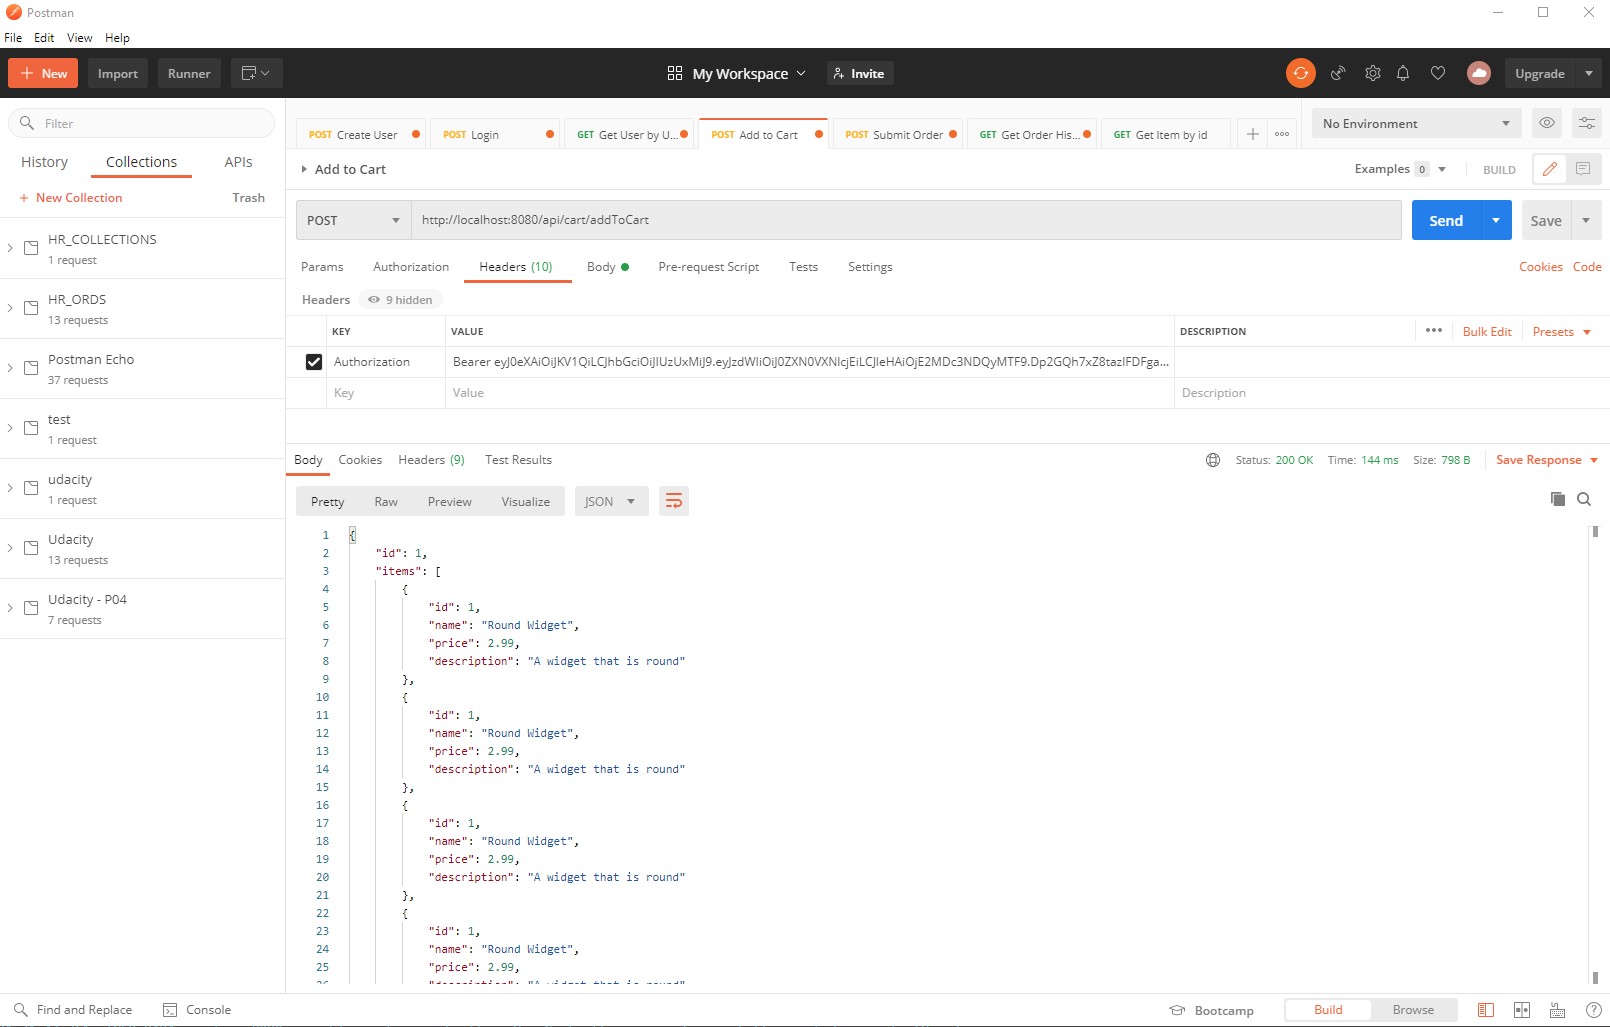 Postman
File Edit View Help
New Import Runner My Workspace Invite Upgrade
Filter
History Collections APIs
New Collection Trash
HR_COLLECTIONS
1 request
HR_ORDS
13 requests
Postman Echo
37 requests
test
1 request
udacity
1 request
Udacity
13 requests
Udacity - P04
7 requests
POST Create User POST Login GET Get User by U... POST Add to Cart POST Submit Order GET Get Order His... GET Get Item by id No Environment
Add to Cart Examples 0 BUILD
POST http://localhost:8080/api/cart/addToCart Send Save
Params Authorization Headers (10) Body Pre-request Script Tests Settings Cookies Code
Headers 9 hidden
KEY VALUE DESCRIPTION Bulk Edit Presets
Authorization Bearer
Key Value Description
Body Cookies Headers (9) Test Results Status: 200 OK Time: 144 ms Size: 798 B Save Response
Pretty Raw Preview Visualize JSON
1 {
2 "id": 1,
3 "items": [
4 {
5 "id": 1,
6 "name": "Round Widget",
7 "price": 2.99,
8 "description": "A widget that is round"
9 },
10 {
11 "id": 1,
12 "name": "Round Widget",
13 "price": 2.99,
14 "description": "A widget that is round"
15 },
16 {
17 "id": 1,
18 "name": "Round Widget",
19 "price": 2.99,
20 "description": "A widget that is round"
21 },
22 {
23 "id": 1,
24 "name": "Round Widget",
25 "price": 2.99,
Find and Replace Console Bootcamp Build Browse